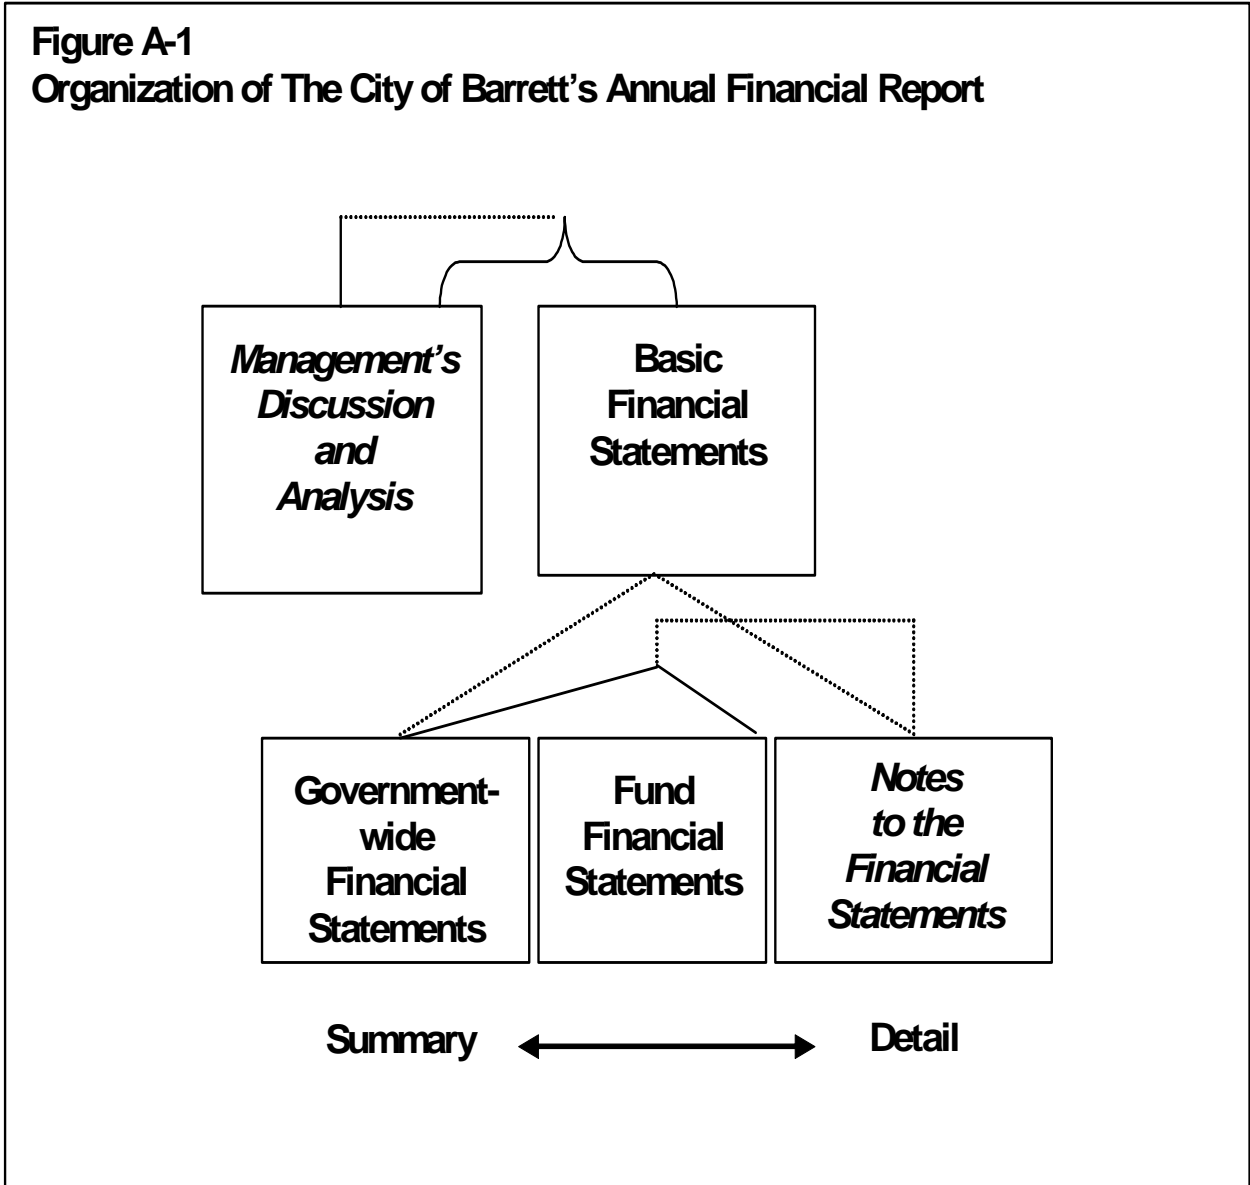 Figure A-1
Organization of The City of Barrett's Annual Financial Report
Management's
Discussion
and
Analysis
Basic
Financial
Statements
Government-
wide
Financial
Statements
Fund
Financial
Statements
Notes
to the
Financial
Statements
Summary
Detail